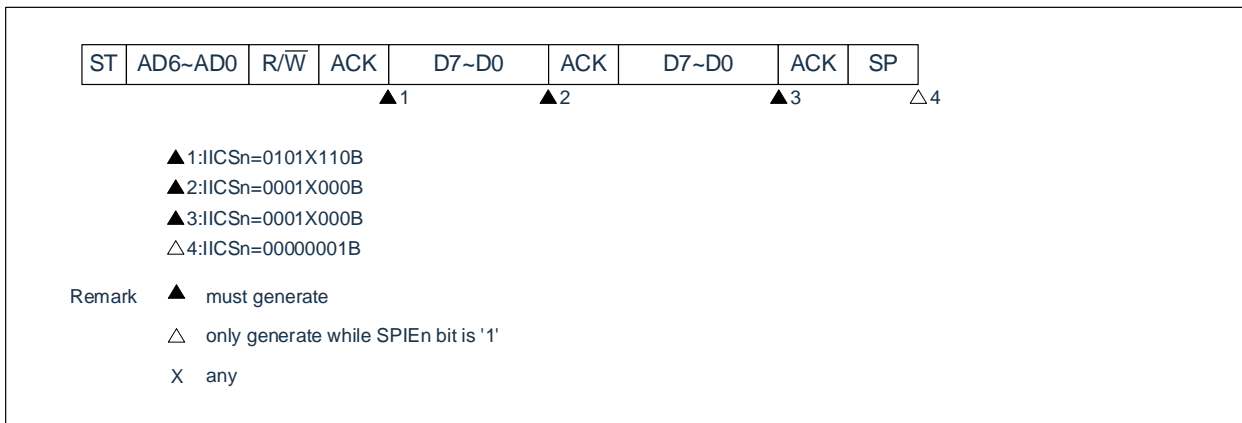 ST AD6~AD0 R/W̅ ACK D7~D0 ACK D7~D0 ACK SP
▲1 ▲2 ▲3 △4
▲1:IICSn=0101X110B
▲2:IICSn=0001X000B
▲3:IICSn=0001X000B
△4:IICSn=00000001B
Remark ▲ must generate
△ only generate while SPIEn bit is '1'
X any